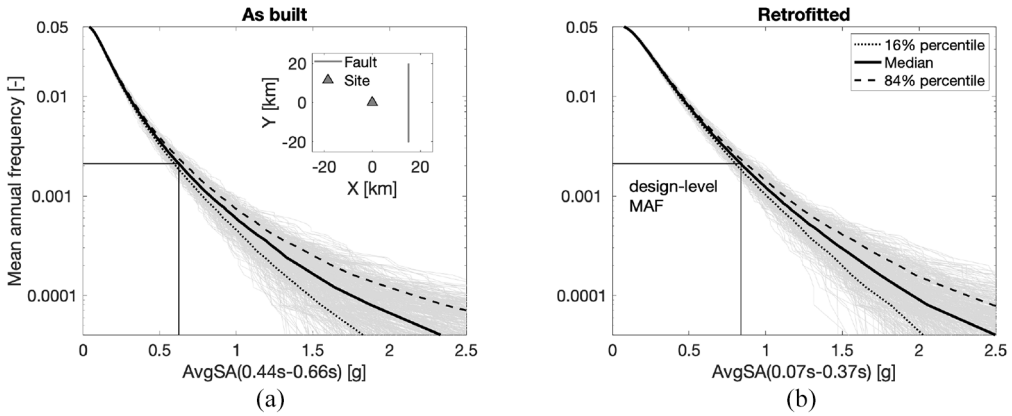 As built
Mean annual frequency [-]
0.05
0.01
0.001
0.0001
0
0.5
1
1.5
2
2.5
AvgSA(0.44s-0.66s) [g]
Fault
Site
Y [km]
20
0
-20
-20
0
20
X [km]
(a)
Retrofitted
16% percentile
Median
84% percentile
0.05
0.01
0.001
0.0001
design-level
MAF
0
0.5
1
1.5
2
2.5
AvgSA(0.07s-0.37s) [g]
(b)